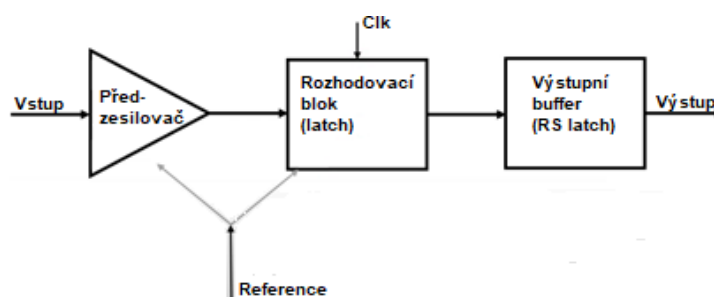 Clk
Vstup
Před-
zesilovač
Rozhodovací
blok
(latch)
Výstupní
buffer
(RS latch)
Výstup
Reference